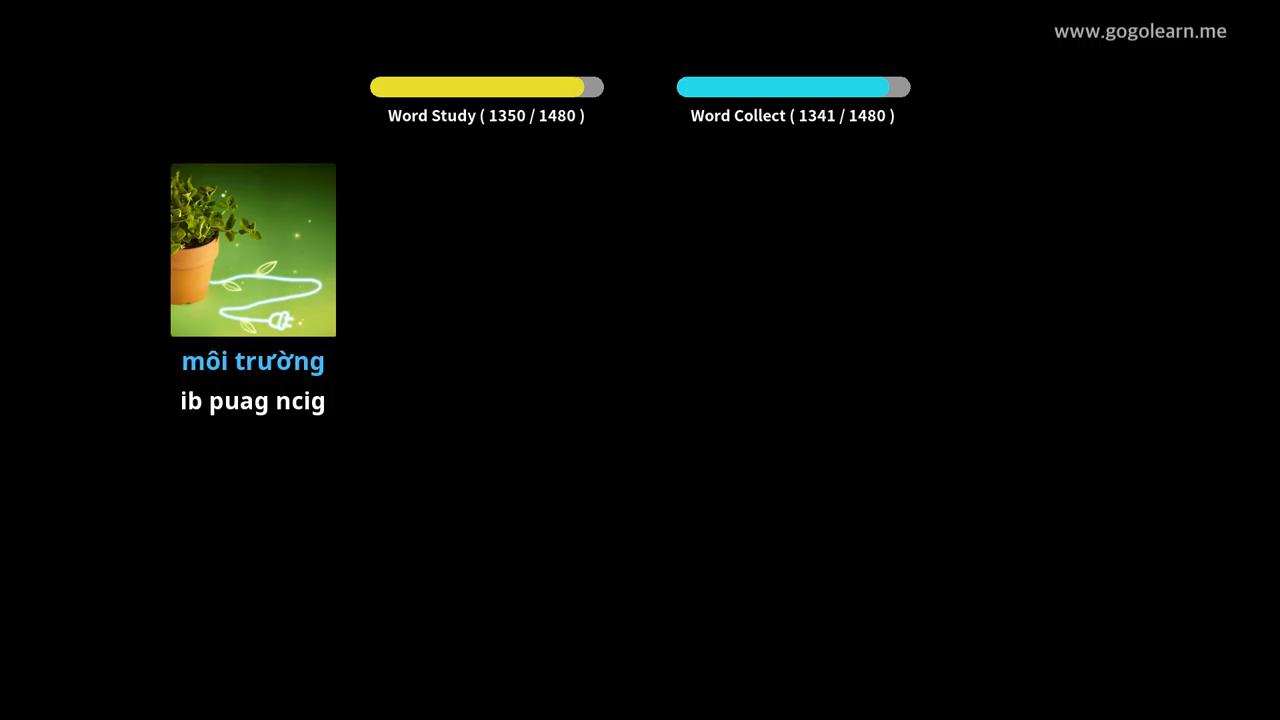 www.gogolearn.me
Word Study ( 1350 / 1480 )
Word Collect ( 1341 / 1480 )
môi trường
ib puag ncig